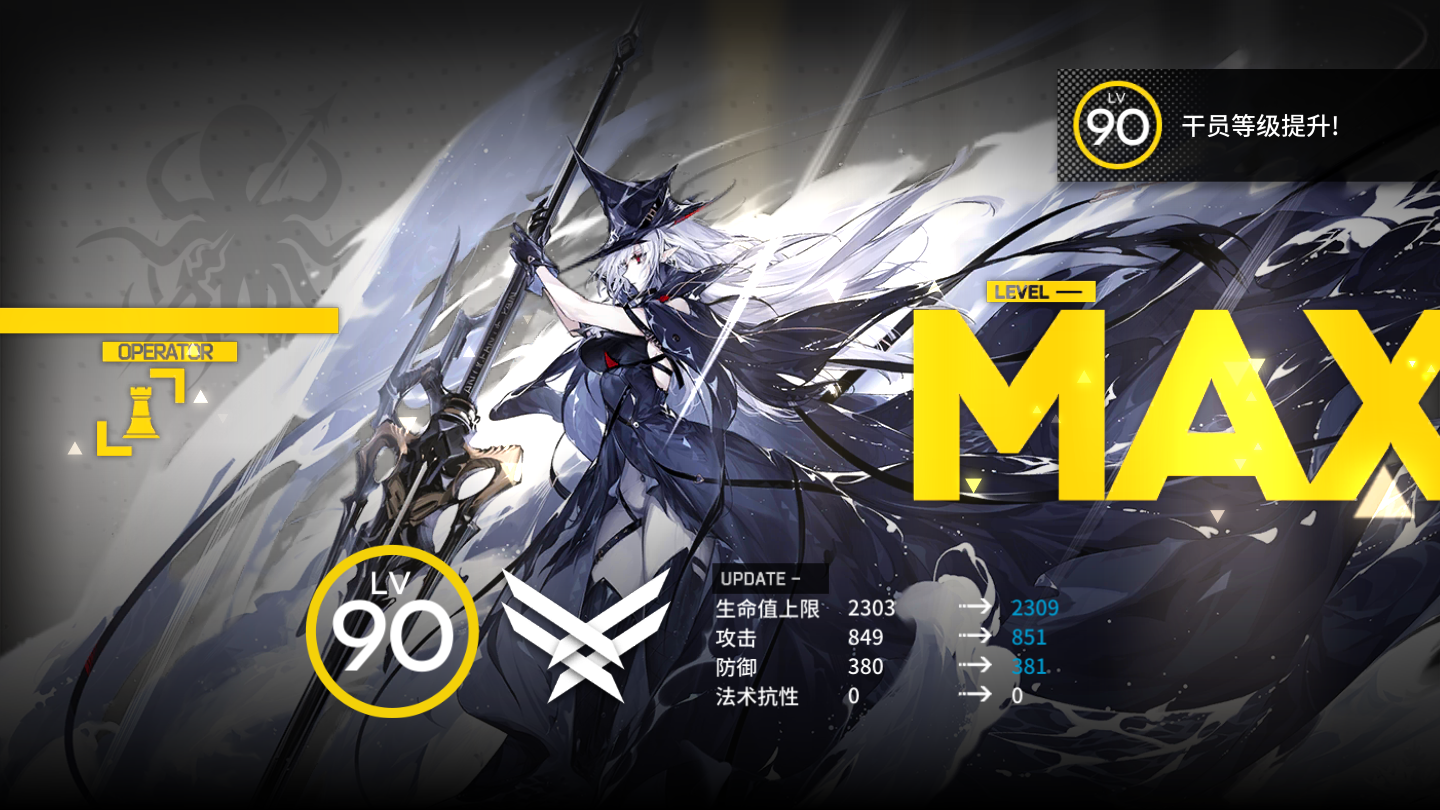 LV
90
干员等级提升!
LEVEL —
MAX
OPERATOR
LV
90
UPDATE –
生命值上限 2303 → 2309
攻击 849 → 851
防御 380 → 381
法术抗性 0 → 0